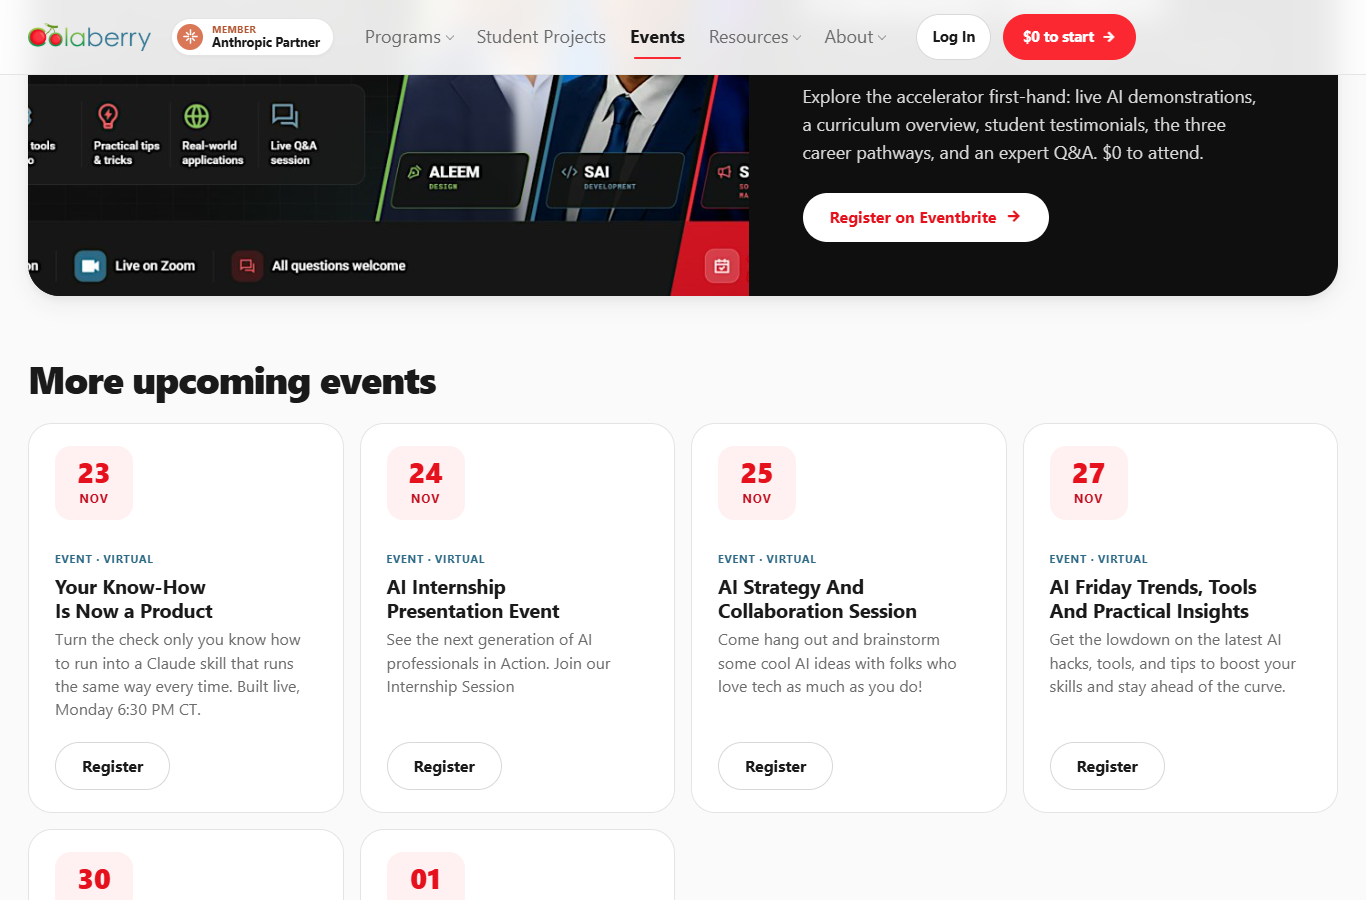 Colaberry
MEMBER
Anthropic Partner
Programs
Student Projects
Events
Resources
About
Log In
$0 to start →
tools
o
Practical tips
& tricks
Real-world
applications
Live Q&A
session
ALEEM
DESIGN
</> SAI
DEVELOPMENT
S
SO
MA
on
Live on Zoom
All questions welcome
Explore the accelerator first-hand: live AI demonstrations,
a curriculum overview, student testimonials, the three
career pathways, and an expert Q&A. $0 to attend.
Register on Eventbrite →
More upcoming events
23
NOV
EVENT · VIRTUAL
Your Know-How
Is Now a Product
Turn the check only you know how
to run into a Claude skill that runs
the same way every time. Built live,
Monday 6:30 PM CT.
Register
24
NOV
EVENT · VIRTUAL
AI Internship
Presentation Event
See the next generation of AI
professionals in Action. Join our
Internship Session
Register
25
NOV
EVENT · VIRTUAL
AI Strategy And
Collaboration Session
Come hang out and brainstorm
some cool AI ideas with folks who
love tech as much as you do!
Register
27
NOV
EVENT · VIRTUAL
AI Friday Trends, Tools
And Practical Insights
Get the lowdown on the latest AI
hacks, tools, and tips to boost your
skills and stay ahead of the curve.
Register
30
01